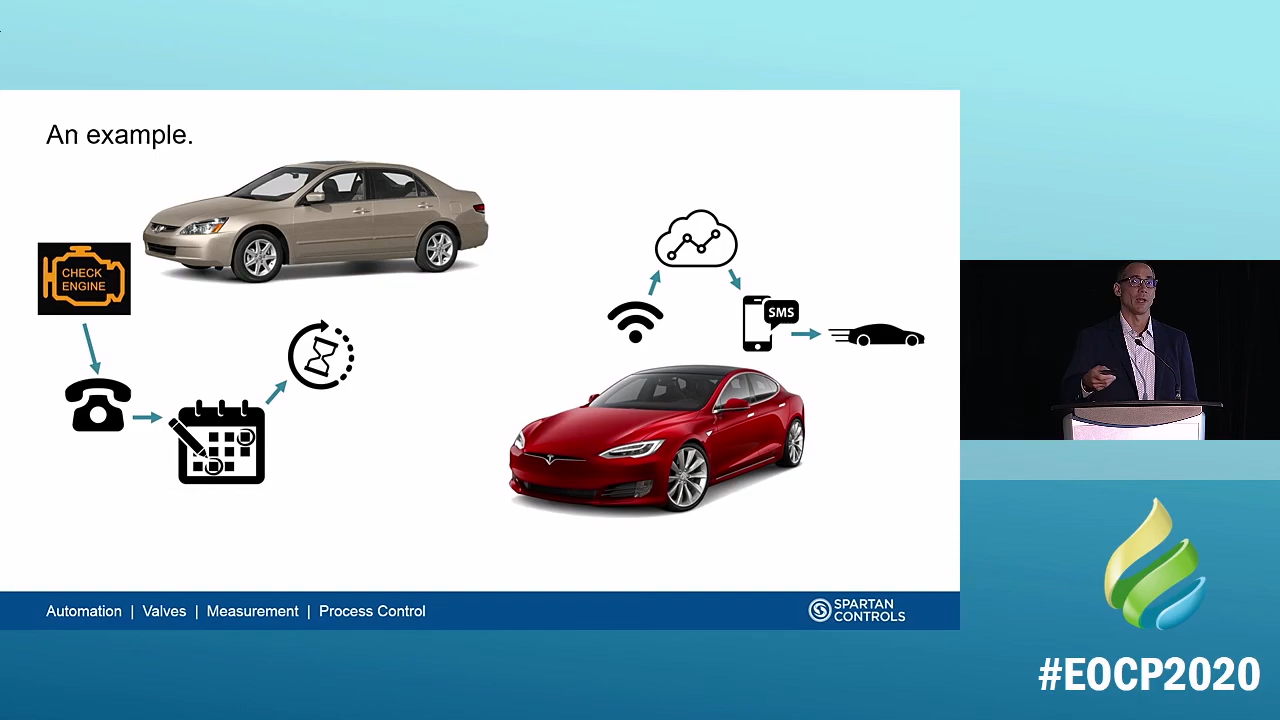 An example.
CHECK
ENGINE
SMS
Automation | Valves | Measurement | Process Control
SPARTAN
CONTROLS
#EOCP2020